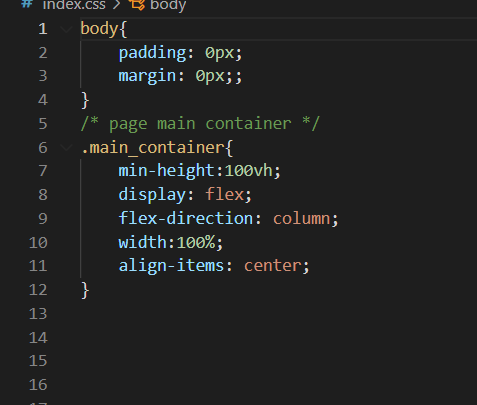 # index.css > body
1 body{
2 padding: 0px;
3 margin: 0px;;
4 }
5 /* page main container */
6 .main_container{
7 min-height:100vh;
8 display: flex;
9 flex-direction: column;
10 width:100%;
11 align-items: center;
12 }
13
14
15
16